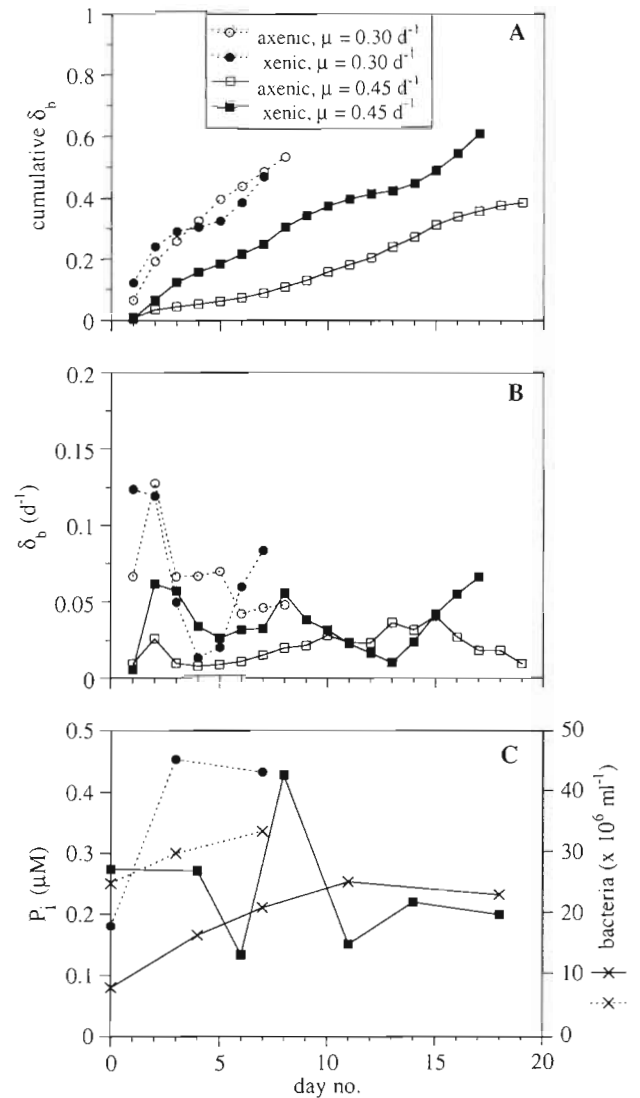 1
0.8
0.6
0.4
0.2
0
cumulative δb
axenic, μ = 0.30 d⁻¹
xenic, μ = 0.30 d⁻¹
axenic, μ = 0.45 d⁻¹
xenic, μ = 0.45 d⁻¹
A
0.2
0.15
0.1
0.05
0
δb (d⁻¹)
B
0.5
0.4
0.3
0.2
0.1
0
Pi (μM)
C
50
40
30
20
10
0
bacteria (x 10⁶ ml⁻¹)
0 5 10 15 20
day no.